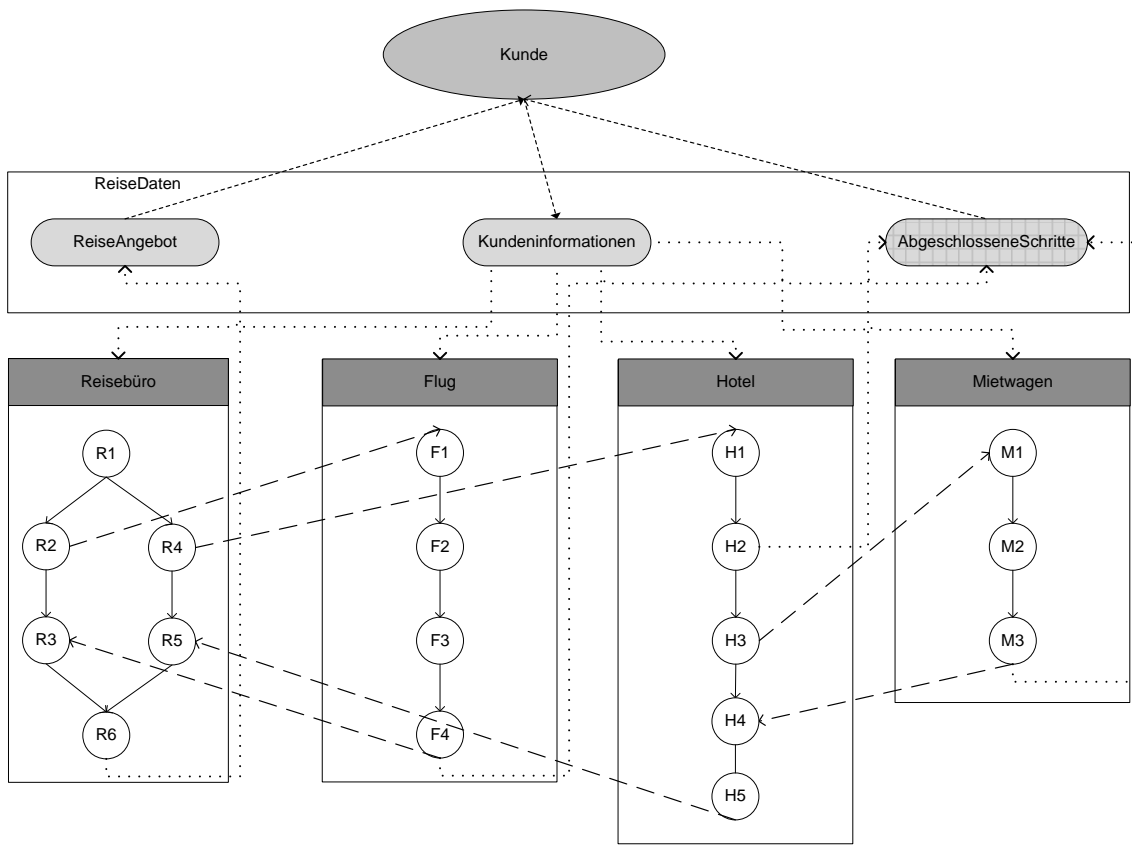 Kunde
ReiseDaten
ReiseAngebot
Kundeninformationen
AbgeschlosseneSchritte
Reisebüro
Flug
Hotel
Mietwagen
R1
F1
H1
M1
R2
R4
F2
H2
M2
R3
R5
F3
H3
M3
R6
F4
H4
H5